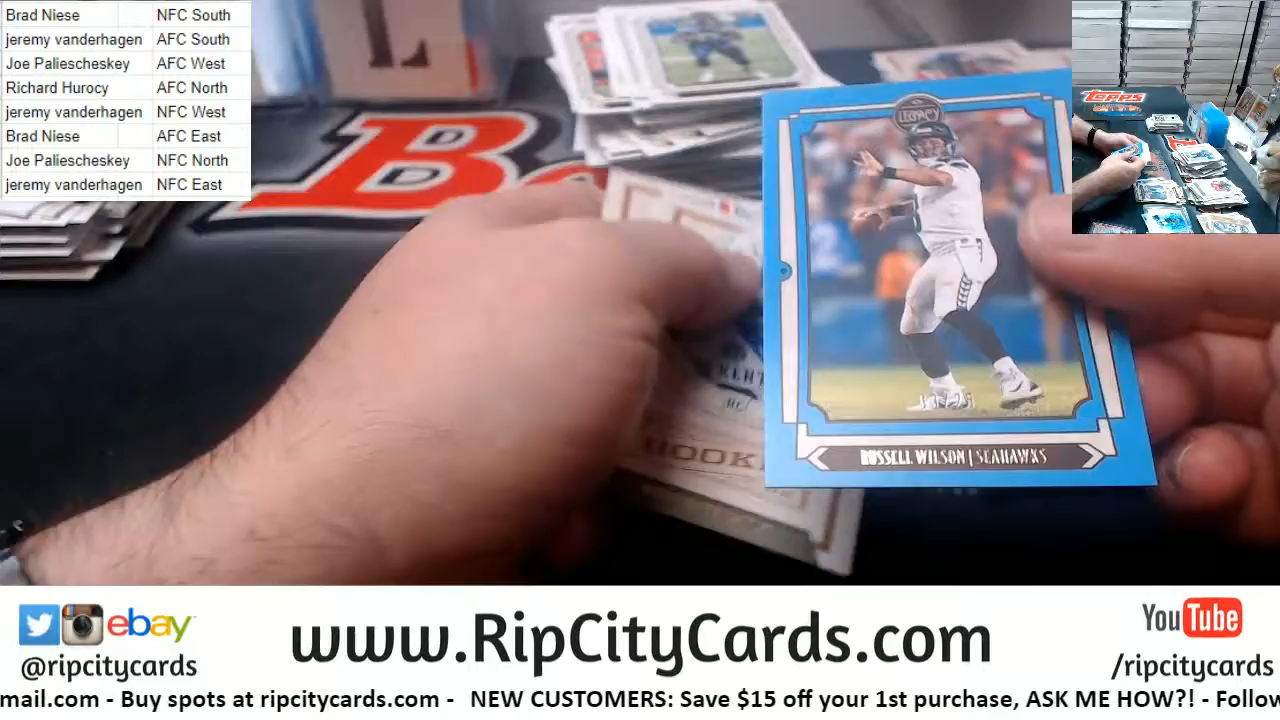 Brad Niese NFC South
jeremy vanderhagen AFC South
Joe Paliescheskey AFC West
Richard Hurocy AFC North
jeremy vanderhagen NFC West
Brad Niese AFC East
Joe Paliescheskey NFC North
jeremy vanderhagen NFC East
L
B
TOPPS
LEGACY
RC
ROOKI
RUSSELL WILSON | SEAHAWKS
ebay
@ripcitycards
www.RipCityCards.com
YouTube
/ripcitycards
mail.com - Buy spots at ripcitycards.com - NEW CUSTOMERS: Save $15 off your 1st purchase, ASK ME HOW?! - Follow